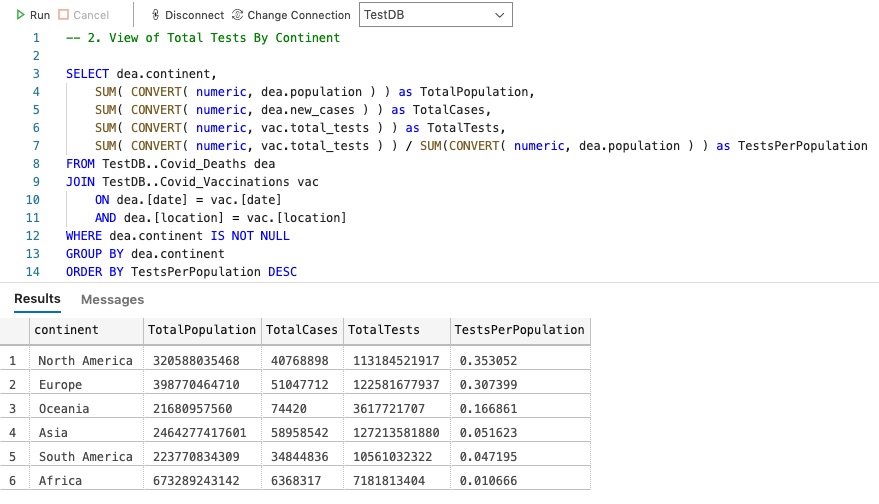 Run Cancel Disconnect Change Connection TestDB
1 -- 2. View of Total Tests By Continent
2
3 SELECT dea.continent,
4 SUM( CONVERT( numeric, dea.population ) ) as TotalPopulation,
5 SUM( CONVERT( numeric, dea.new_cases ) ) as TotalCases,
6 SUM( CONVERT( numeric, vac.total_tests ) ) as TotalTests,
7 SUM( CONVERT( numeric, vac.total_tests ) ) / SUM(CONVERT( numeric, dea.population ) ) as TestsPerPopulation
8 FROM TestDB..Covid_Deaths dea
9 JOIN TestDB..Covid_Vaccinations vac
10 ON dea.[date] = vac.[date]
11 AND dea.[location] = vac.[location]
12 WHERE dea.continent IS NOT NULL
13 GROUP BY dea.continent
14 ORDER BY TestsPerPopulation DESC
Results Messages
continent TotalPopulation TotalCases TotalTests TestsPerPopulation
1 North America 320588035468 40768898 113184521917 0.353052
2 Europe 398770464710 51047712 122581677937 0.307399
3 Oceania 21680957560 74420 3617721707 0.166861
4 Asia 2464277417601 58958542 127213581880 0.051623
5 South America 223770834309 34844836 10561032322 0.047195
6 Africa 673289243142 6368317 7181813404 0.010666